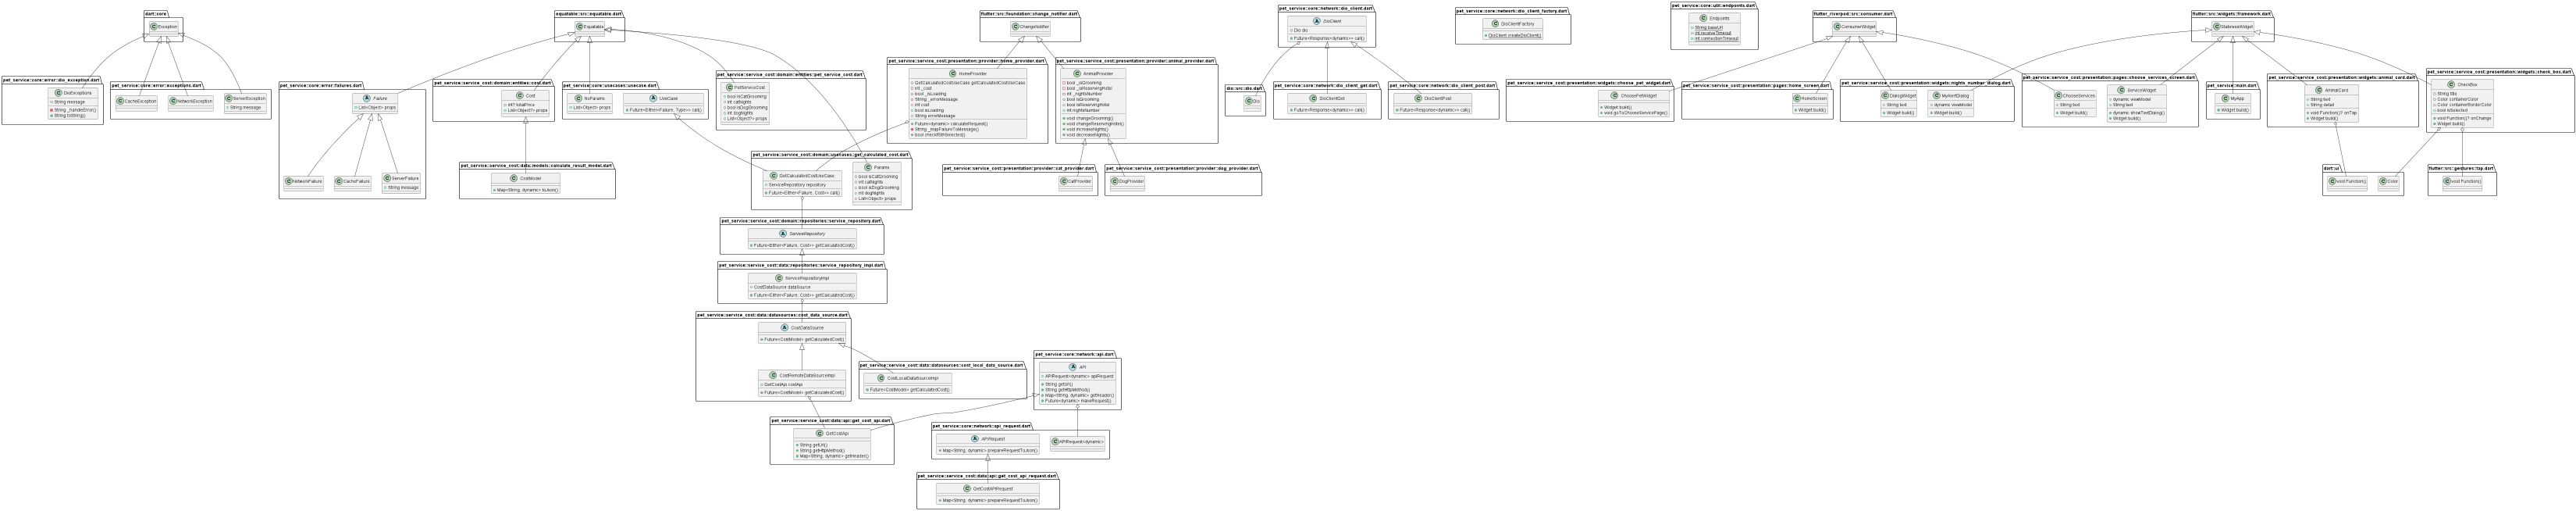 dart::core
Exception
pet_service::core::error::dio_exception.dart
DioExceptions
String message
String _handleError()
String toString()
pet_service::core::error::exceptions.dart
CacheException
NetworkException
ServerException
String message
pet_service::core::error::failures.dart
Failure
List<Object> props
NetworkFailure
CacheFailure
ServerFailure
String message
equatable::src::equatable.dart
Equatable
pet_service::service_cost::domain::entities::cost.dart
Cost
int? totalPrice
List<Object?> props
pet_service::service_cost::data::models::calculate_result_model.dart
CostModel
Map<String, dynamic> toJson()
pet_service::core::usecases::usecase.dart
NoParams
List<Object> props
UseCase
Future<Either<Failure, Type>> call()
pet_service::service_cost::domain::entities::pet_service_cost.dart
PetServiceCost
bool isCatGrooming
int catNights
bool isDogGrooming
int dogNights
List<Object?> props
pet_service::service_cost::domain::usecases::get_calculated_cost.dart
GetCalculatedCostUseCase
ServiceRepository repository
Future<Either<Failure, Cost>> call()
Params
bool isCatGrooming
int catNights
bool isDogGrooming
int dogNights
List<Object> props
pet_service::service_cost::domain::repositories::service_repository.dart
ServiceRepository
Future<Either<Failure, Cost>> getCalculatedCost()
pet_service::service_cost::data::repositories::service_repository_impl.dart
ServiceRepositoryImpl
CostDataSource dataSource
Future<Either<Failure, Cost>> getCalculatedCost()
pet_service::service_cost::data::datasources::cost_data_source.dart
CostDataSource
Future<CostModel> getCalculatedCost()
CostRemoteDataSourceImpl
GetCostApi costApi
Future<CostModel> getCalculatedCost()
pet_service::service_cost::data::datasources::cost_local_data_source.dart
CostLocalDataSourceImpl
Future<CostModel> getCalculatedCost()
pet_service::service_cost::data::api::get_cost_api.dart
GetCostApi
String getUri()
String getHttpMethod()
Map<String, dynamic> getHeader()
pet_service::core::network::api.dart
API
APIRequest<dynamic> apiRequest
String getUri()
String getHttpMethod()
Map<String, dynamic> getHeader()
Future<dynamic> makeRequest()
pet_service::core::network::api_request.dart
APIRequest
Map<String, dynamic> prepareRequestToJson()
APIRequest<dynamic>
pet_service::service_cost::data::api::get_cost_api_request.dart
GetCostAPIRequest
Map<String, dynamic> prepareRequestToJson()
flutter::src::foundation::change_notifier.dart
ChangeNotifier
pet_service::service_cost::presentation::provider::home_provider.dart
HomeProvider
GetCalculatedCostUseCase getCalculatedCostUseCase
int _cost
bool _isLoading
String _errorMessage
int cost
bool isLoading
String errorMessage
Future<dynamic> calculateRequest()
String _mapFailureToMessage()
pet_service::service_cost::presentation::provider::animal_provider.dart
AnimalProvider
bool _isGrooming
bool _isReservingHotel
int _nightsNumber
bool isGrooming
bool isReservingHotel
int nightsNumber
void changeGrooming()
void changeReservingHotel()
void increaseNights()
void decreaseNights()
pet_service::service_cost::presentation::provider::cat_provider.dart
CatProvider
pet_service::service_cost::presentation::provider::dog_provider.dart
DogProvider
pet_service::core::network::dio_client.dart
DioClient
Dio dio
Future<Response<dynamic>> call()
dio::src::dio.dart
Dio
pet_service::core::network::dio_client_get.dart
DioClientGet
Future<Response<dynamic>> call()
pet_service::core::network::dio_client_post.dart
DioClientPost
Future<Response<dynamic>> call()
pet_service::core::network::dio_client_factory.dart
DioClientFactory
DioClient createDioClient()
pet_service::core::util::endpoints.dart
Endpoints
String baseUrl
int receiveTimeout
int connectionTimeout
flutter_riverpod::src::consumer.dart
ConsumerWidget
pet_service::service_cost::presentation::widgets::choose_pet_widget.dart
ChoosePetWidget
Widget build()
void goToChooseServicePage()
pet_service::service_cost::presentation::pages::home_screen.dart
HomeScreen
Widget build()
pet_service::service_cost::presentation::widgets::nights_number_dialog.dart
DialogWidget
String text
Widget build()
MyAlertDialog
dynamic viewModel
Widget build()
pet_service::service_cost::presentation::pages::choose_services_screen.dart
ChooseServices
String text
Widget build()
ServiceWidget
dynamic viewModel
String text
dynamic showTextDialog()
Widget build()
flutter::src::widgets::framework.dart
StatelessWidget
pet_service::main.dart
MyApp
Widget build()
pet_service::service_cost::presentation::widgets::animal_card.dart
AnimalCard
String text
String detail
void Function()? onTap
Widget build()
pet_service::service_cost::presentation::widgets::check_box.dart
CheckBox
String title
Color containerColor
Color containerBorderColor
bool isSelected
void Function()? onChange
Widget build()
dart::ui
void Function()
Color
flutter::src::gestures::tap.dart
void Function()